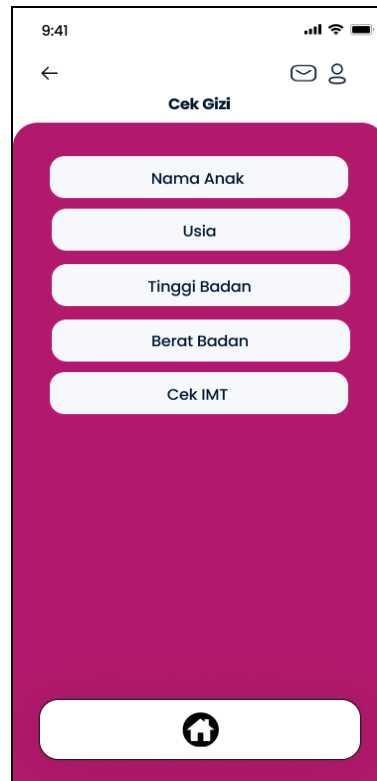 9:41
Cek Gizi
Nama Anak
Usia
Tinggi Badan
Berat Badan
Cek IMT